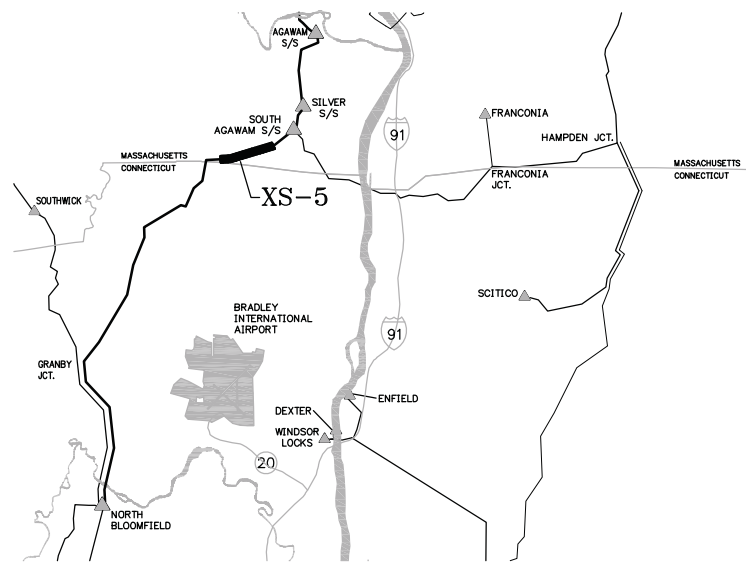 AGAWAM
S/S
SILVER
S/S
SOUTH
AGAWAM S/S
FRANCONIA
91
HAMPDEN JCT.
MASSACHUSETTS
CONNECTICUT
MASSACHUSETTS
CONNECTICUT
FRANCONIA
JCT.
XS-5
SOUTHWICK
SCITICO
BRADLEY
INTERNATIONAL
AIRPORT
91
GRANBY
JCT.
ENFIELD
DEXTER
WINDSOR
LOCKS
20
NORTH
BLOOMFIELD